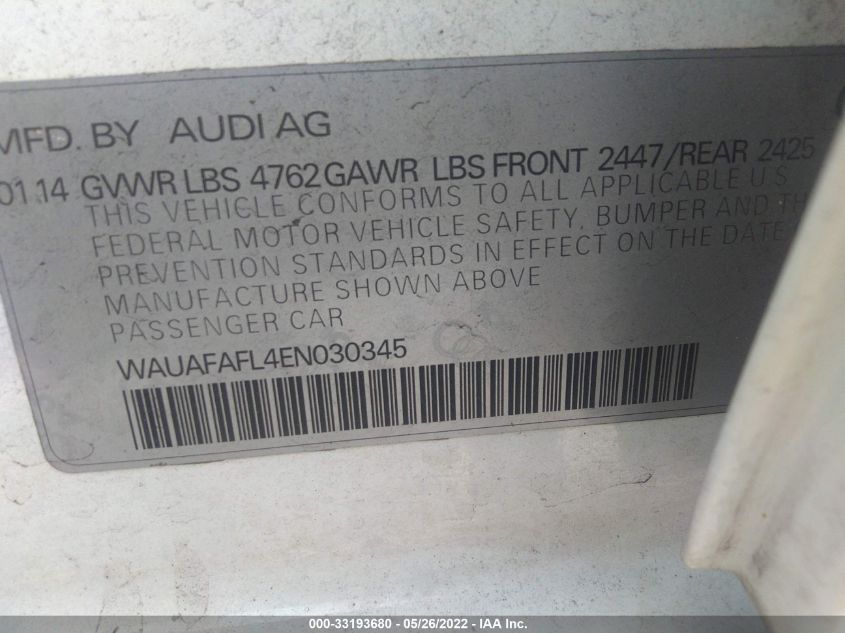 MFD. BY AUDI AG
01 14 GVWR LBS 4762 GAWR LBS FRONT 2447/REAR 2425
THIS VEHICLE CONFORMS TO ALL APPLICABLE U.S
FEDERAL MOTOR VEHICLE SAFETY, BUMPER AND TH
PREVENTION STANDARDS IN EFFECT ON THE DATE
MANUFACTURE SHOWN ABOVE
PASSENGER CAR
WAUAFAFL4EN030345
000-33193680 - 05/26/2022 - IAA Inc.